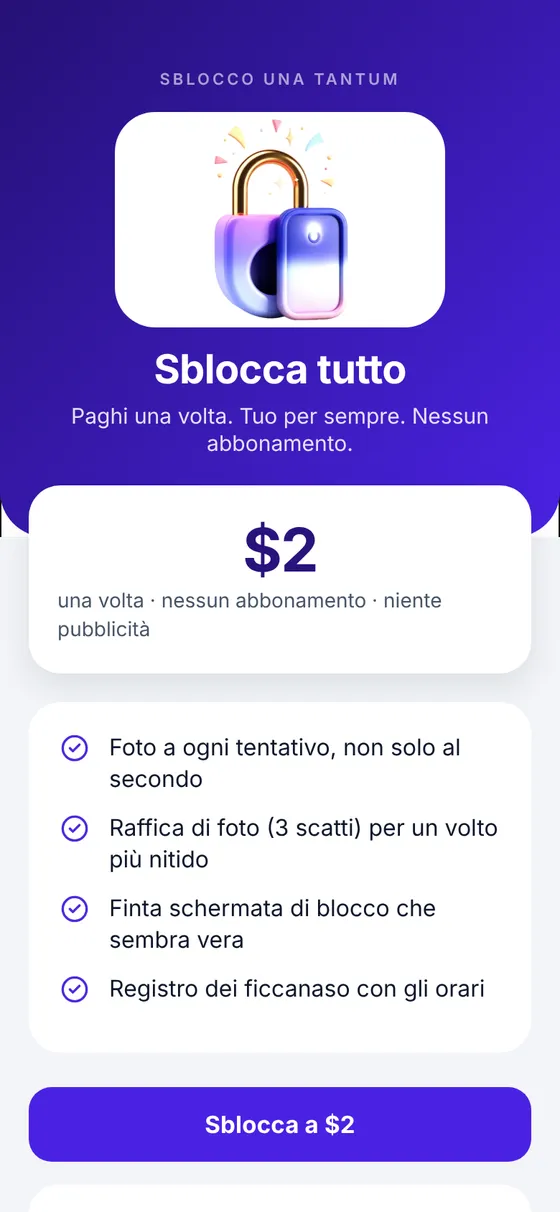 SBLOCCO UNA TANTUM
Sblocca tutto
Paghi una volta. Tuo per sempre. Nessun
abbonamento.
$2
una volta · nessun abbonamento · niente
pubblicità
Foto a ogni tentativo, non solo al
secondo
Raffica di foto (3 scatti) per un volto
più nitido
Finta schermata di blocco che
sembra vera
Registro dei ficcanaso con gli orari
Sblocca a $2